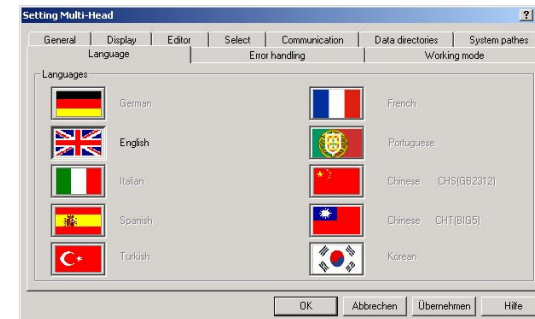 Setting Multi-Head ?
General Display Editor Select Communication Data directories System pathes
Language Error handling Working mode
Languages
German French
English Portuguese
Italian Chinese CHS(GB2312)
Spanish Chinese CHT(BIG5)
Turkish Korean
OK Abbrechen Übernehmen Hilfe